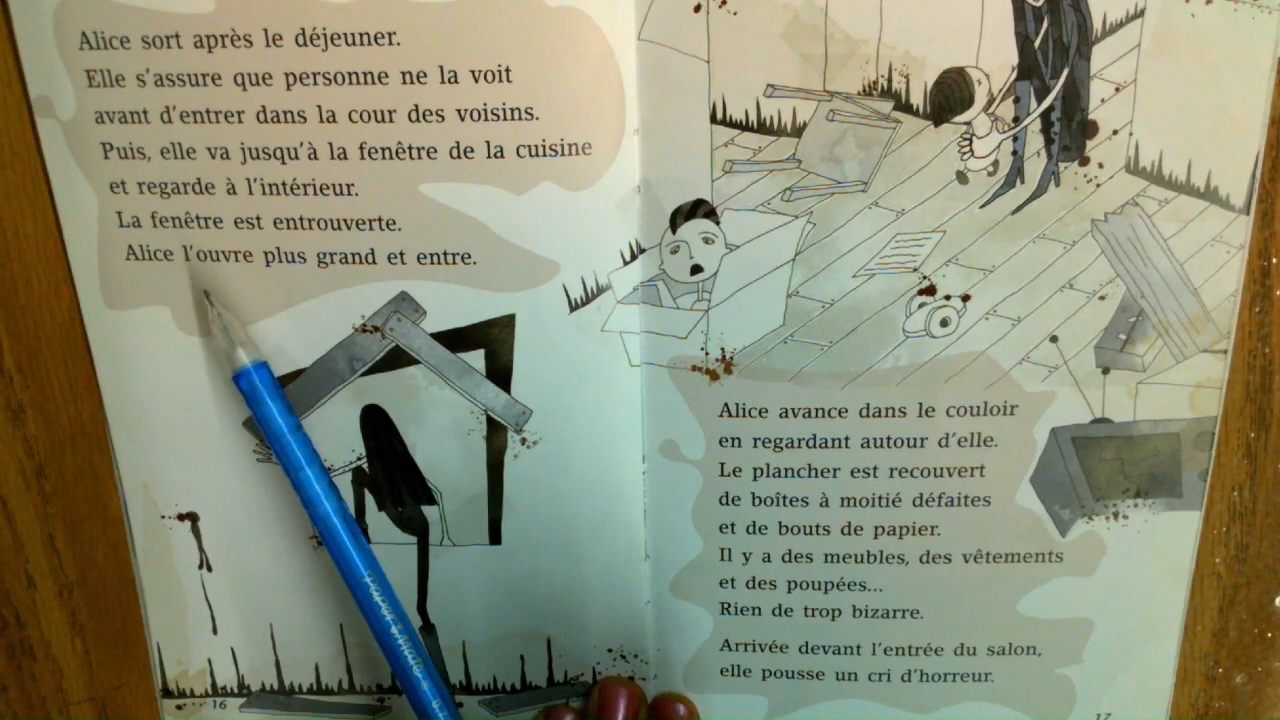 Alice sort après le déjeuner.
Elle s'assure que personne ne la voit
avant d'entrer dans la cour des voisins.
Puis, elle va jusqu'à la fenêtre de la cuisine
et regarde à l'intérieur.
La fenêtre est entrouverte.
Alice l'ouvre plus grand et entre.
16
Paper Mate
0.7
Alice avance dans le couloir
en regardant autour d'elle.
Le plancher est recouvert
de boîtes à moitié défaites
et de bouts de papier.
Il y a des meubles, des vêtements
et des poupées...
Rien de trop bizarre.
Arrivée devant l'entrée du salon,
elle pousse un cri d'horreur.
17